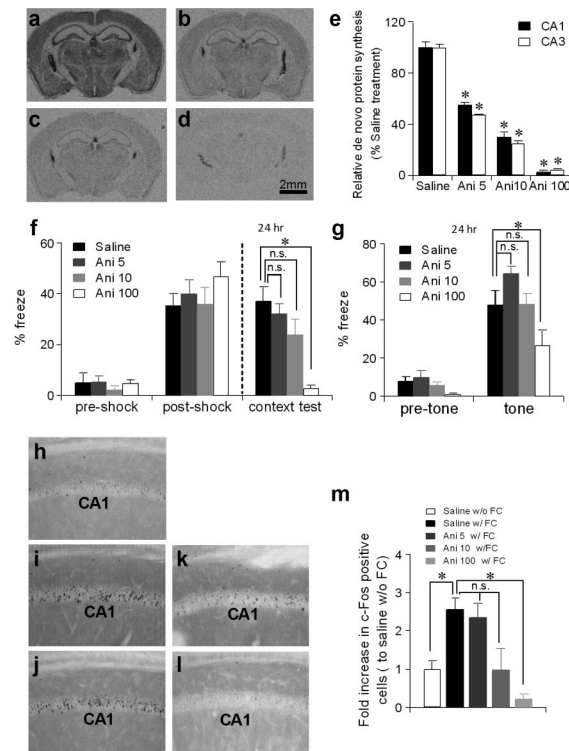 a
b
c
d
2mm
e
CA1
CA3
Relative de novo protein synthesis
(% Saline treatment)
120
80
40
0
* *
* *
* *
Saline
Ani 5
Ani10
Ani 100
f
24 hr
Saline
Ani 5
Ani 10
Ani 100
*
n.s.
n.s.
% freeze
60
40
20
0
pre-shock
post-shock
context test
g
24 hr
Saline
Ani 5
Ani 10
Ani 100
*
n.s.
n.s.
% freeze
80
60
40
20
0
pre-tone
tone
h
CA1
i
CA1
k
CA1
j
CA1
l
CA1
m
Saline w/o FC
Saline w/ FC
Ani 5 w/ FC
Ani 10 w/FC
Ani 100 w/ FC
*
*
n.s.
Fold increase in c-Fos positive
cells ( to saline w/o FC)
4
3
2
1
0